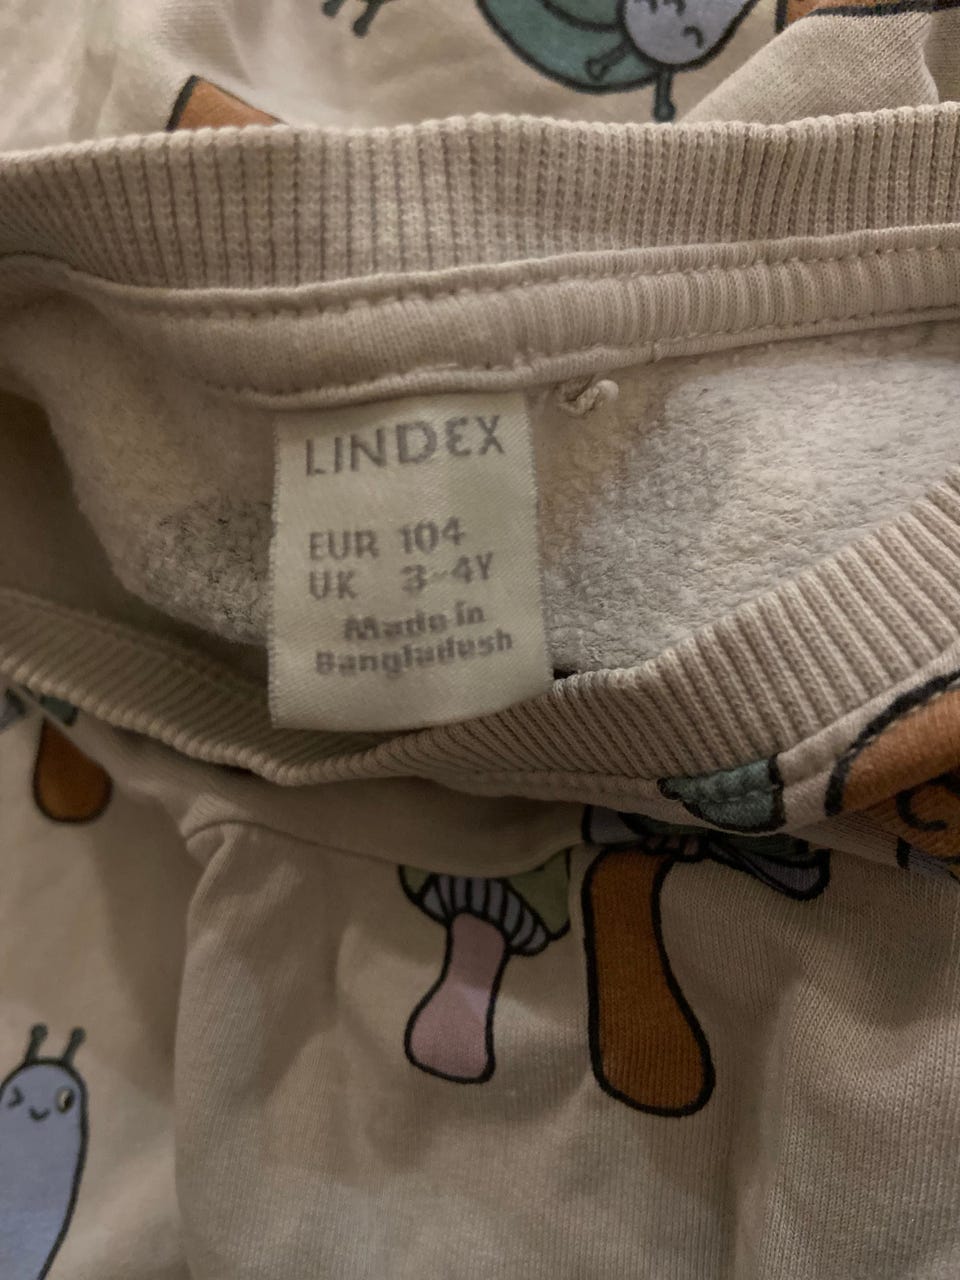 LINDEX
EUR 104
UK 3-4Y
Made in
Bangladesh